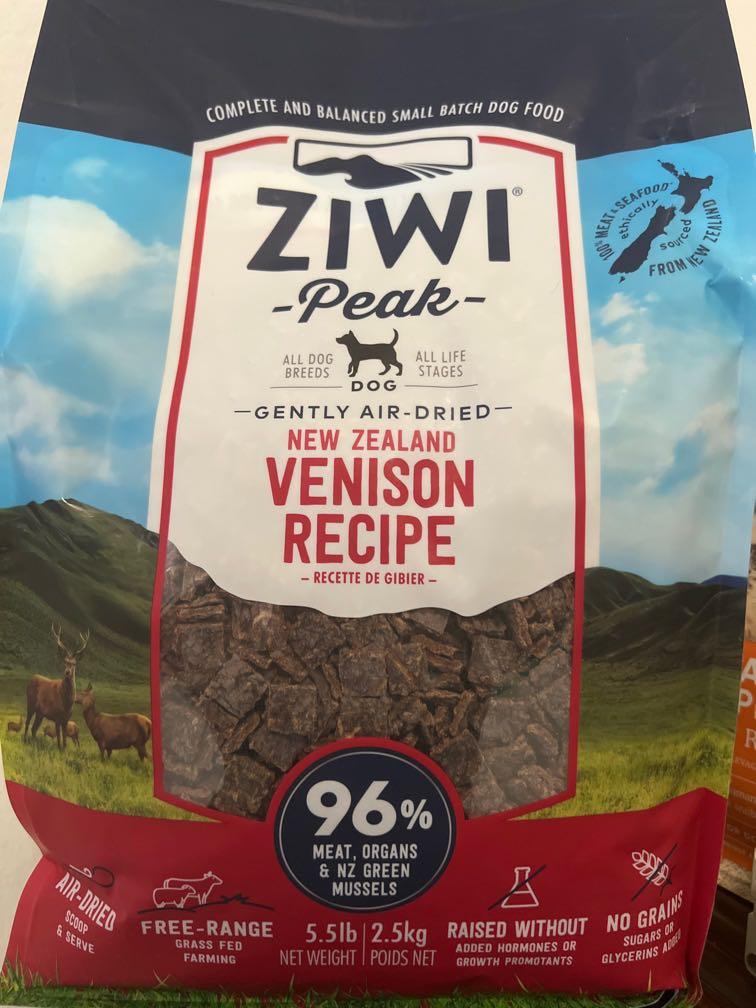 COMPLETE AND BALANCED SMALL BATCH DOG FOOD
ZIWI®
-Peak-
100% MEAT & SEAFOOD
ethically
sourced
FROM NEW ZEALAND
ALL DOG
BREEDS
ALL LIFE
STAGES
DOG
—GENTLY AIR-DRIED—
NEW ZEALAND
VENISON
RECIPE
– RECETTE DE GIBIER –
96%
MEAT, ORGANS
& NZ GREEN
MUSSELS
AIR-DRIED
SCOOP
& SERVE
FREE-RANGE
GRASS FED
FARMING
5.5lb | 2.5kg
NET WEIGHT | POIDS NET
RAISED WITHOUT
ADDED HORMONES OR
GROWTH PROMOTANTS
NO GRAINS
SUGARS OR
GLYCERINS ADDED